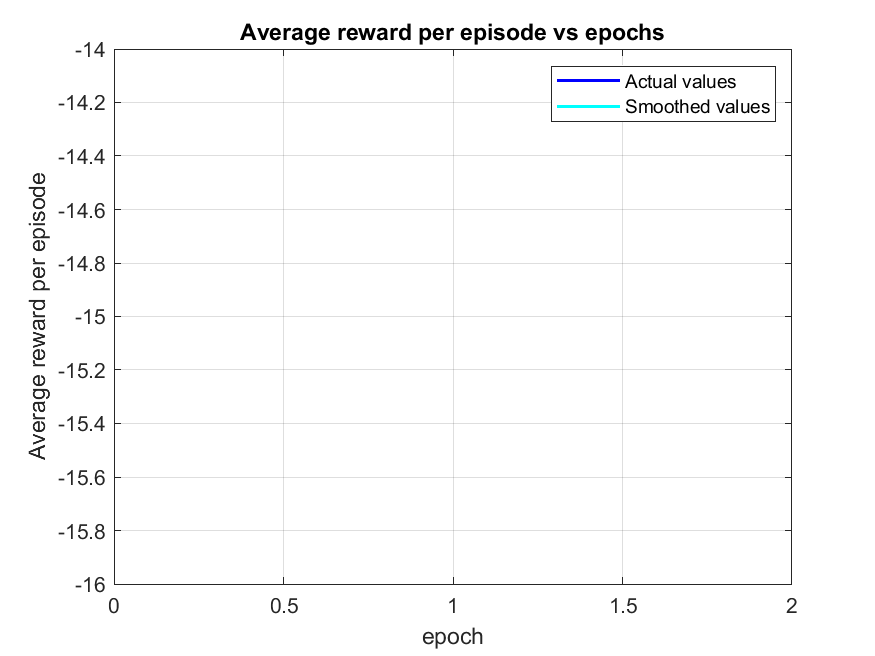 Average reward per episode vs epochs
Actual values
Smoothed values
Average reward per episode
-14
-14.2
-14.4
-14.6
-14.8
-15
-15.2
-15.4
-15.6
-15.8
-16
0 0.5 1 1.5 2
epoch